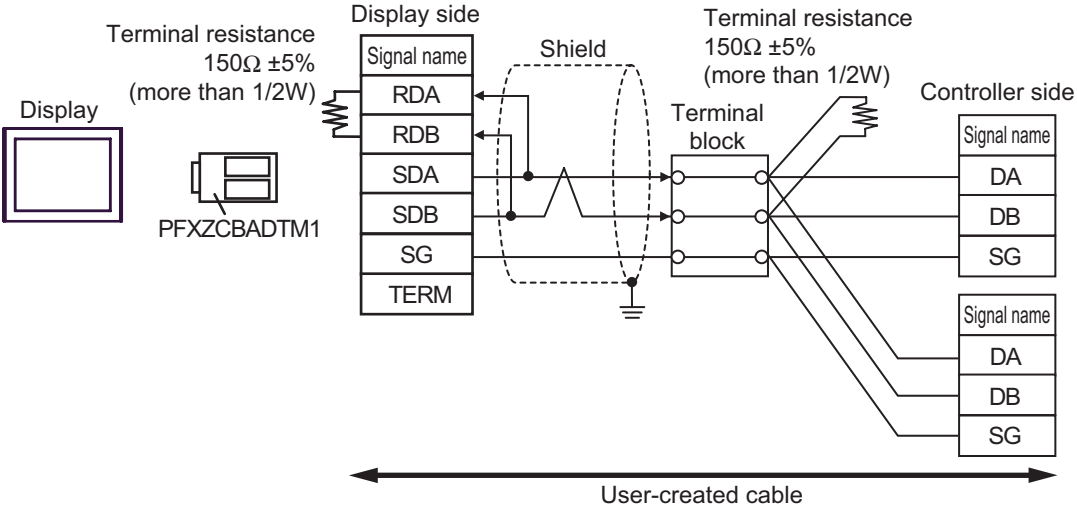 Display side
Terminal resistance
150Ω ±5%
(more than 1/2W)
Display
PFXZCBADTM1
Signal name
RDA
RDB
SDA
SDB
SG
TERM
Shield
Terminal
block
Terminal resistance
150Ω ±5%
(more than 1/2W)
Controller side
Signal name
DA
DB
SG
Signal name
DA
DB
SG
User-created cable